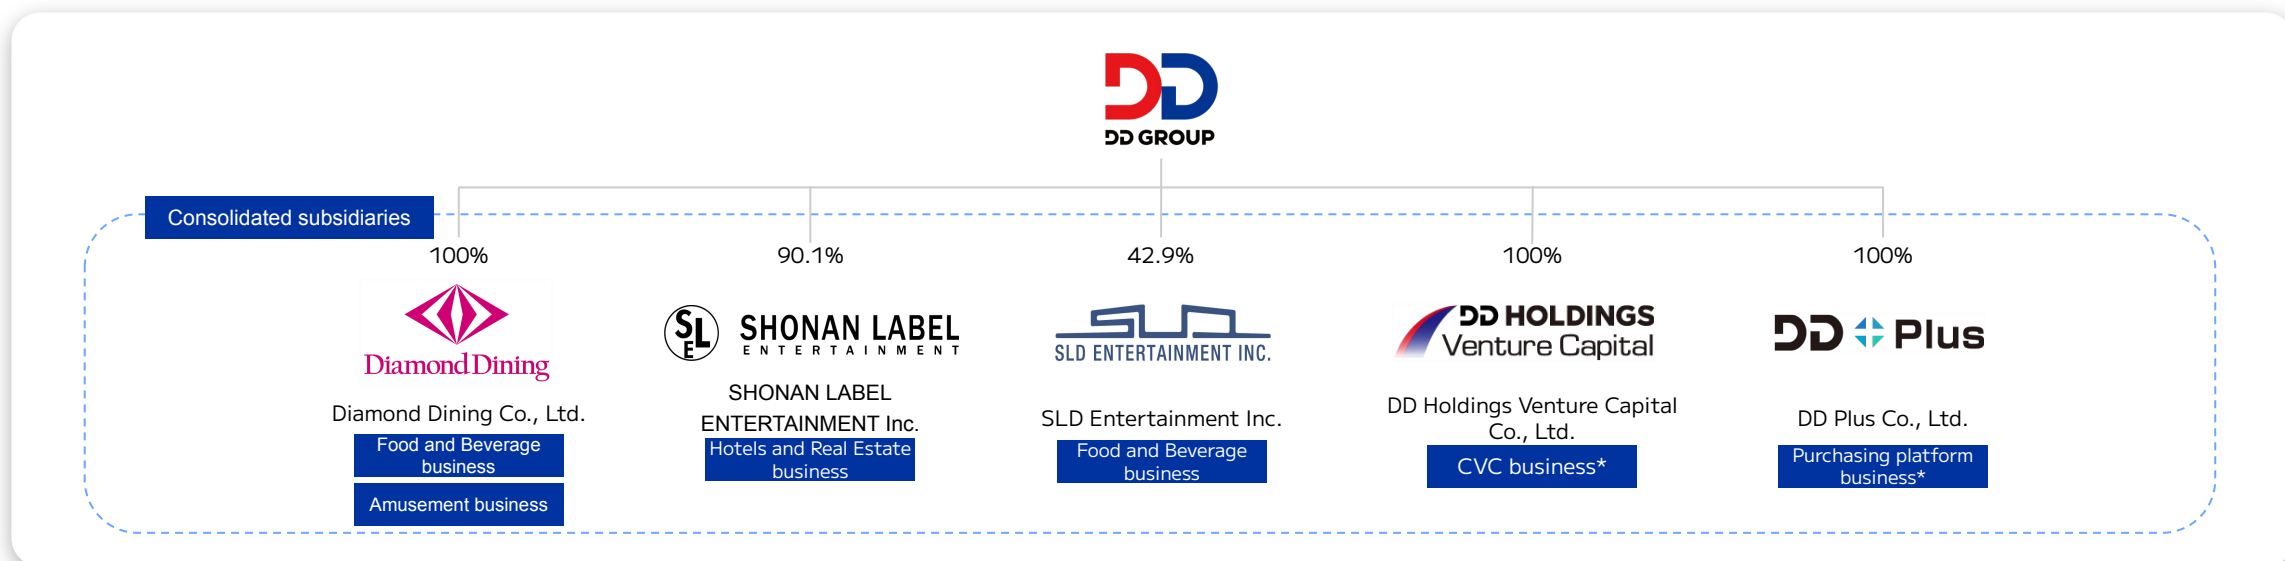 DD
DD GROUP
Consolidated subsidiaries
100%
90.1%
42.9%
100%
100%
Diamond Dining
Diamond Dining Co., Ltd.
Food and Beverage
business
Amusement business
SLE
SHONAN LABEL
ENTERTAINMENT
SHONAN LABEL
ENTERTAINMENT Inc.
Hotels and Real Estate
business
SLD
SLD ENTERTAINMENT INC.
SLD Entertainment Inc.
Food and Beverage
business
DD HOLDINGS
Venture Capital
DD Holdings Venture Capital
Co., Ltd.
CVC business*
DD Plus
DD Plus Co., Ltd.
Purchasing platform
business*